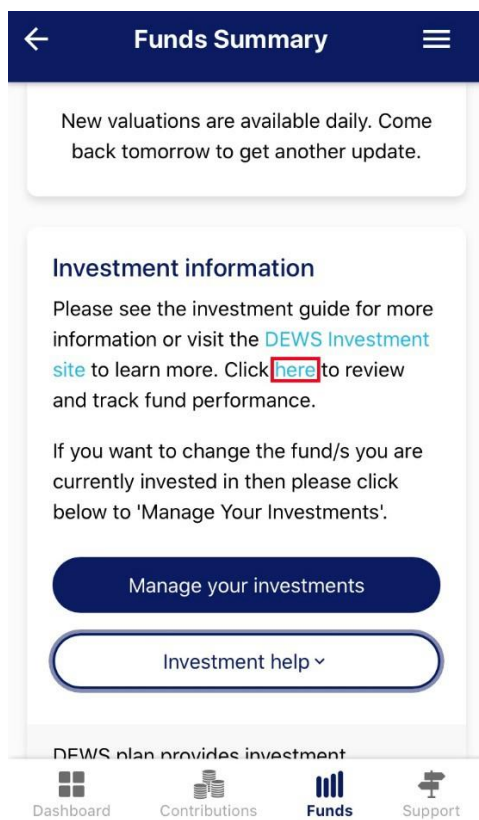 Funds Summary
New valuations are available daily. Come
back tomorrow to get another update.
Investment information
Please see the investment guide for more
information or visit the DEWS Investment
site to learn more. Click here to review
and track fund performance.
If you want to change the fund/s you are
currently invested in then please click
below to 'Manage Your Investments'.
Manage your investments
Investment help
DEWS plan provides investment
Dashboard
Contributions
Funds
Support